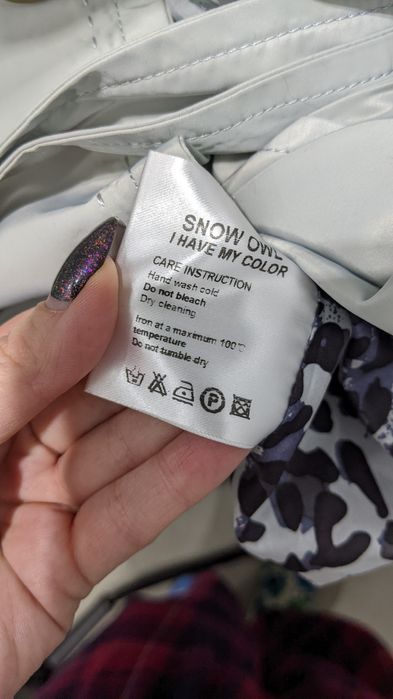 SNOW OWL
I HAVE MY COLOR
CARE INSTRUCTION
Hand wash cold
Do not bleach
Dry cleaning
Iron at a maximum 100°C
temperature
Do not tumble dry
P